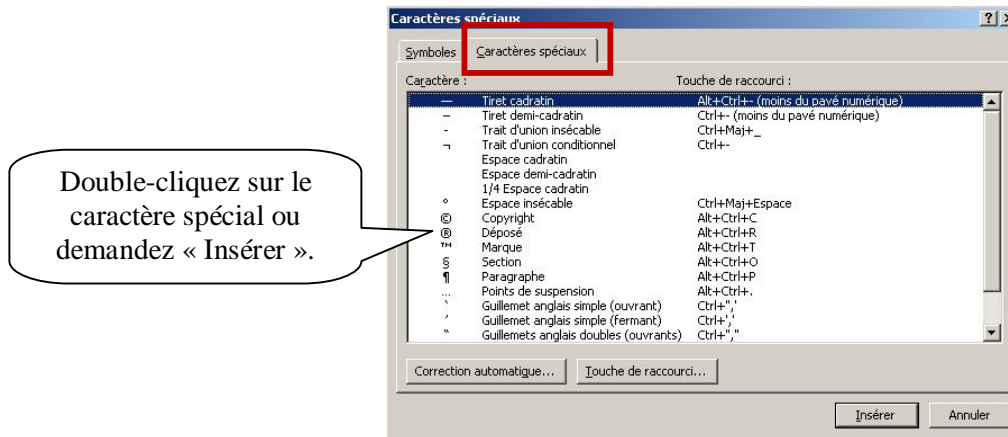 Caractères spéciaux
Symboles
Caractères spéciaux
Caractère :
Touche de raccourci :
— Tiret cadratin Alt+Ctrl+- (moins du pavé numérique)
– Tiret demi-cadratin Ctrl+- (moins du pavé numérique)
- Trait d'union insécable Ctrl+Maj+_
¬ Trait d'union conditionnel Ctrl+-
Espace cadratin
Espace demi-cadratin
1/4 Espace cadratin
° Espace insécable Ctrl+Maj+Espace
© Copyright Alt+Ctrl+C
® Déposé Alt+Ctrl+R
™ Marque Alt+Ctrl+T
§ Section Alt+Ctrl+O
¶ Paragraphe Alt+Ctrl+P
… Points de suspension Alt+Ctrl+.
‘ Guillemet anglais simple (ouvrant) Ctrl+'','
’ Guillemet anglais simple (fermant) Ctrl+','
“ Guillemets anglais doubles (ouvrants) Ctrl+'',"
Double-cliquez sur le
caractère spécial ou
demandez « Insérer ».
Correction automatique...
Touche de raccourci...
Insérer
Annuler